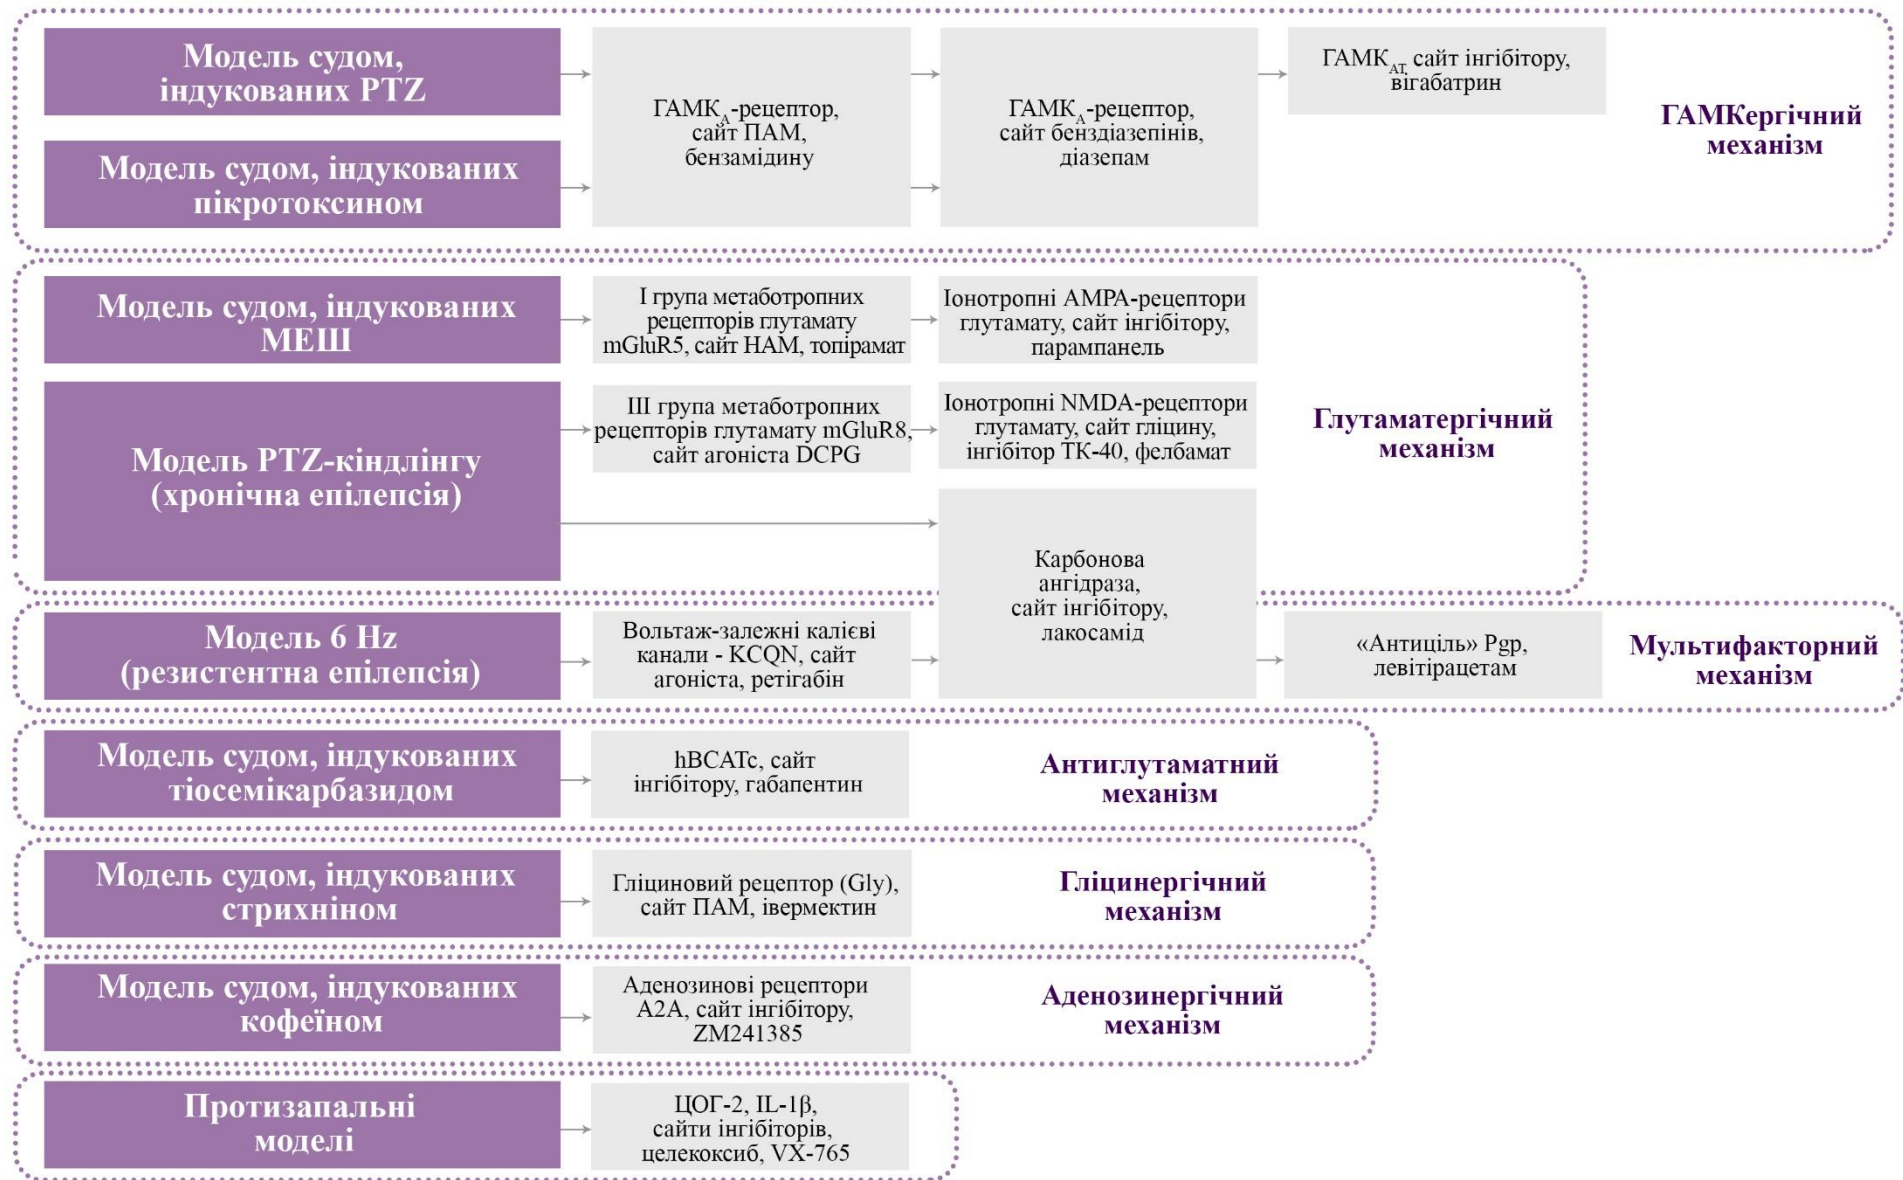 Модель судом,
індукованих PTZ
ГАМКА-рецептор,
сайт ПАМ,
бензамідину
ГАМКА-рецептор,
сайт бенздіазепінів,
діазепам
ГАМКАТ, сайт інгібітору,
вігабатрин
ГАМКергічний
механізм
Модель судом, індукованих
пікротоксином
Модель судом, індукованих
МЕШ
І група метаботропних
рецепторів глутамату
mGluR5, сайт НАМ, топірамат
Іонотропні AMPA-рецептори
глутамату, сайт інгібітору,
парампанель
Модель PTZ-кіндлінгу
(хронічна епілепсія)
ІІІ група метаботропних
рецепторів глутамату mGluR8,
сайт агоніста DCPG
Іонотропні NMDA-рецептори
глутамату, сайт гліцину,
інгібітор ТК-40, фелбамат
Глутаматергічний
механізм
Карбонова
ангідраза,
сайт інгібітору,
лакосамід
Модель 6 Hz
(резистентна епілепсія)
Вольтаж-залежні калієві
канали - KCQN, сайт
агоніста, ретігабін
«Антиціль» Pgp,
левітірацетам
Мультифакторний
механізм
Модель судом, індукованих
тіосемікарбазидом
hBCATc, сайт
інгібітору, габапентин
Антиглутаматний
механізм
Модель судом, індукованих
стрихніном
Гліциновий рецептор (Gly),
сайт ПАМ, івермектин
Гліцинергічний
механізм
Модель судом, індукованих
кофеїном
Аденозинові рецептори
A2A, сайт інгібітору,
ZM241385
Аденозинергічний
механізм
Протизапальні
моделі
ЦОГ-2, IL-1β,
сайти інгібіторів,
целекоксиб, VX-765